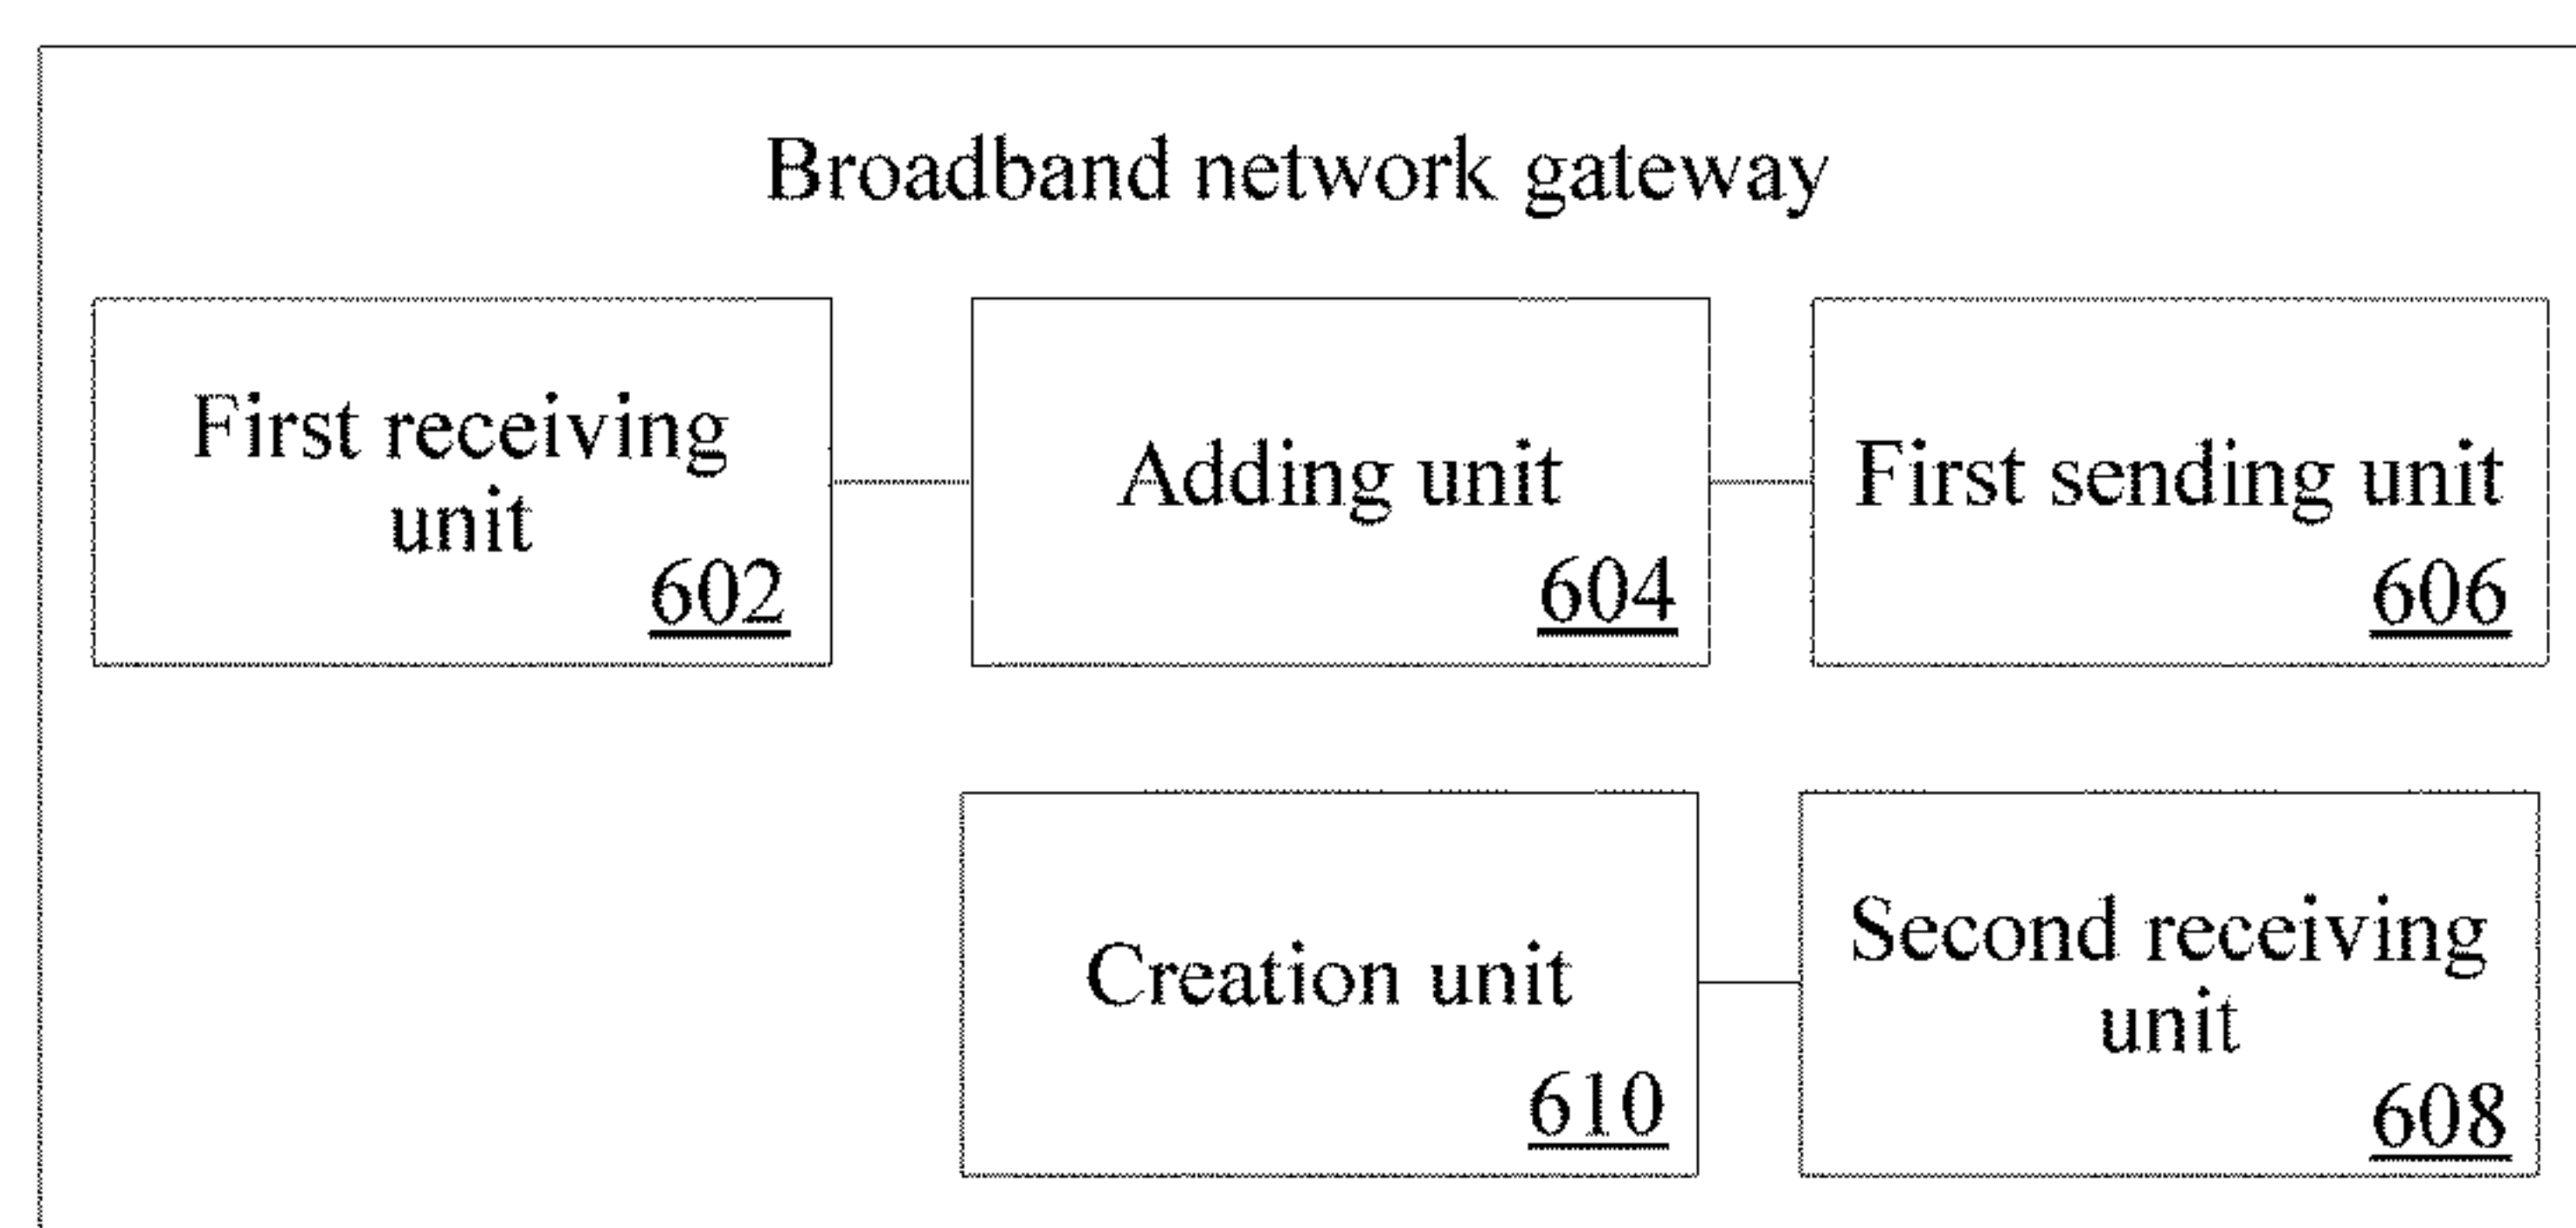 Broadband network gateway
First receiving
unit
602
Adding unit
604
First sending unit
606
Creation unit
610
Second receiving
unit
608